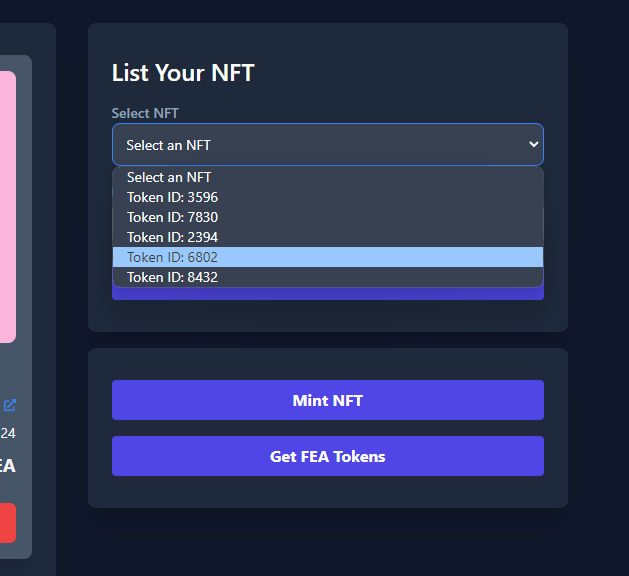 List Your NFT
Select NFT
Select an NFT
Select an NFT
Token ID: 3596
Token ID: 7830
Token ID: 2394
Token ID: 6802
Token ID: 8432
Mint NFT
Get FEA Tokens
24
EA